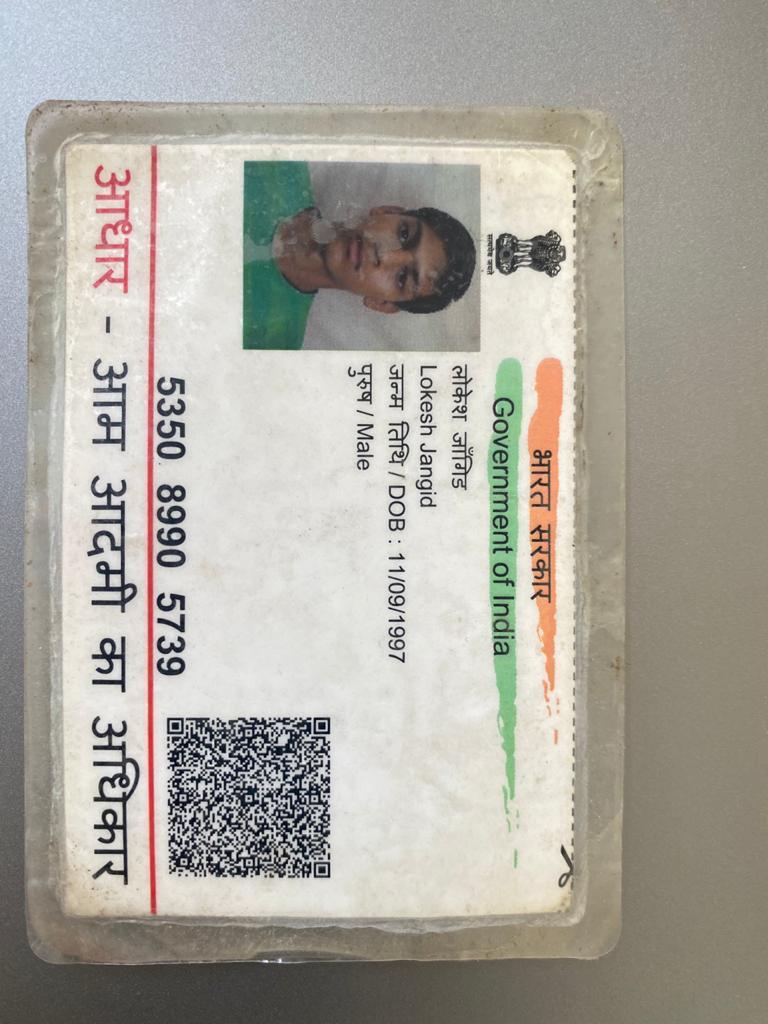 भारत सरकार
Government of India
सत्यमेव जयते
लोकेश जाँगिड
Lokesh Jangid
जन्म तिथि / DOB : 11/09/1997
पुरुष / Male
5350 8990 5739
आधार - आम आदमी का अधिकार